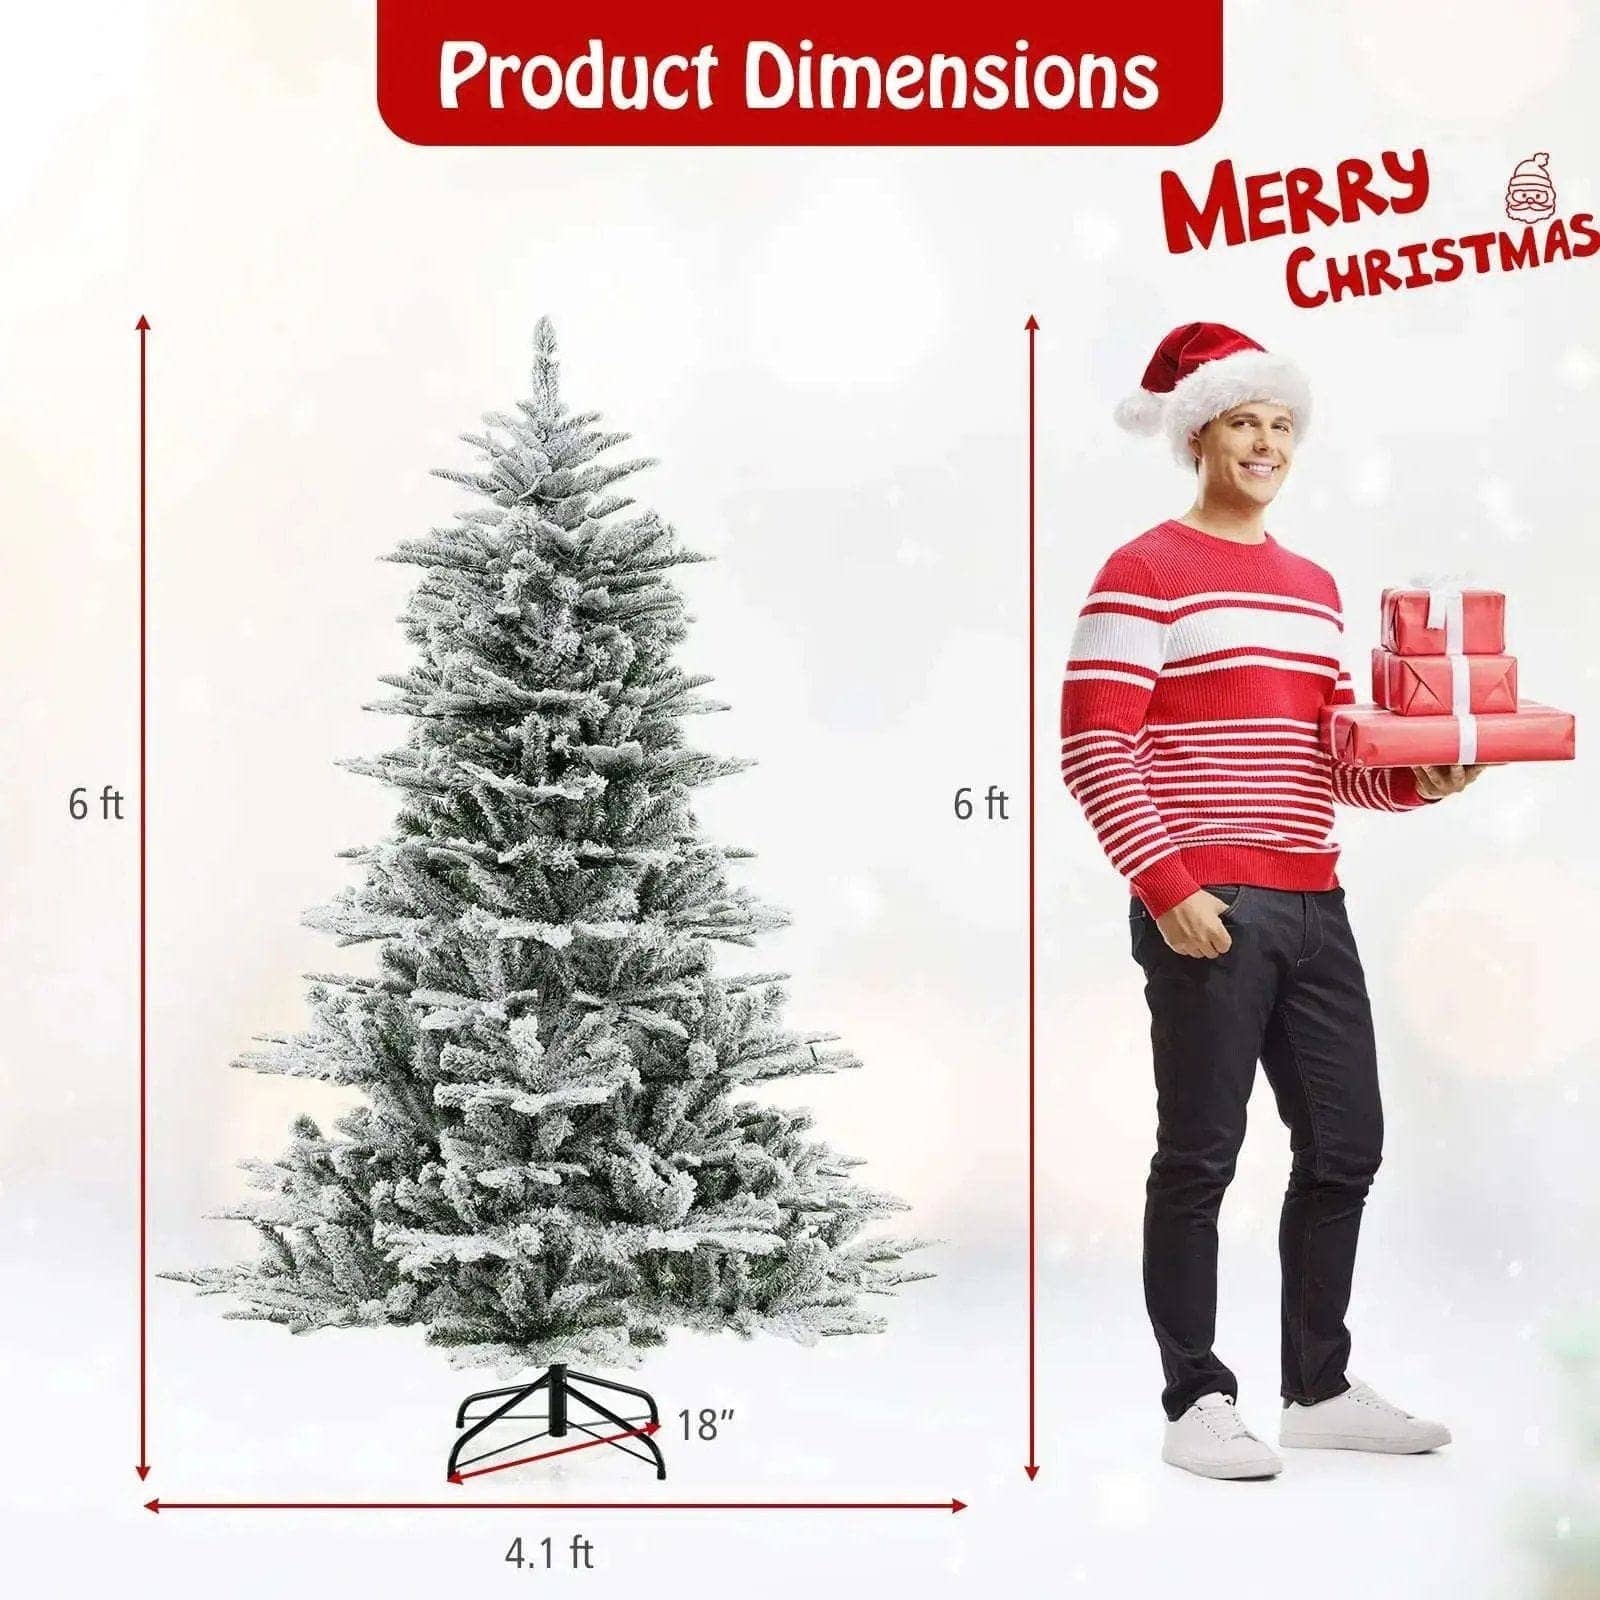 Product Dimensions
MERRY
CHRISTMAS
6 ft
6 ft
18”
4.1 ft